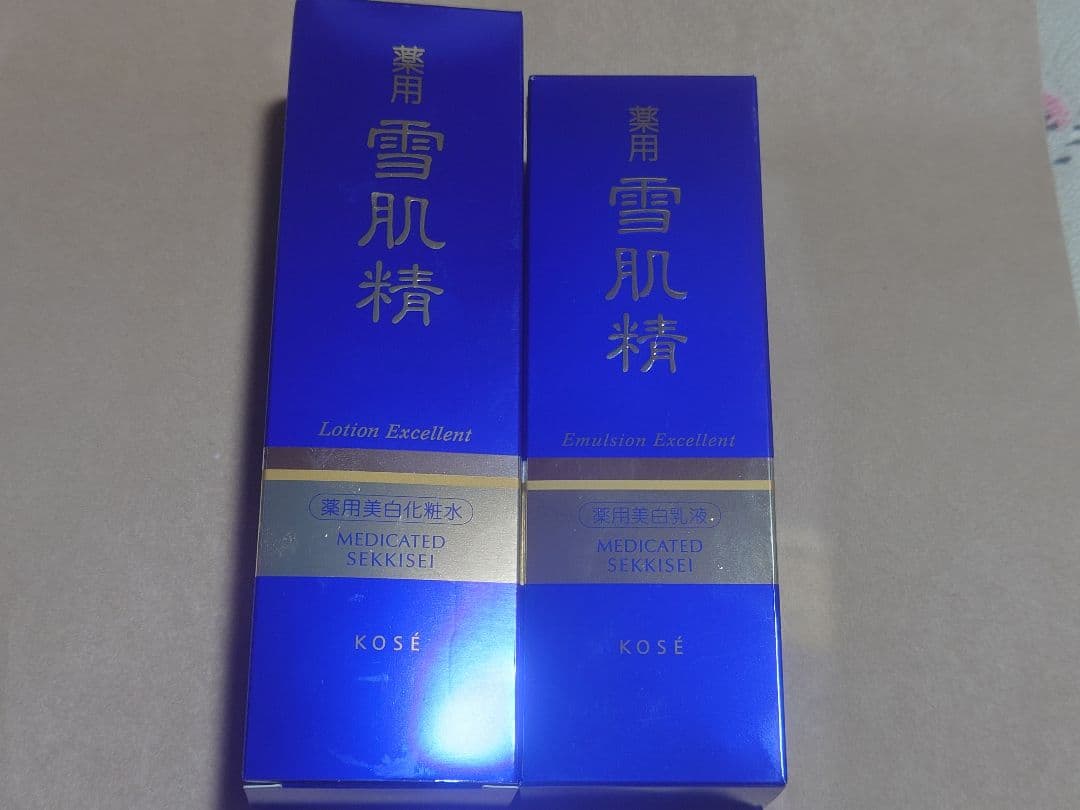 薬用
雪肌精
Lotion Excellent
薬用美白化粧水
MEDICATED
SEKKISEI
KOSÉ
薬用
雪肌精
Emulsion Excellent
薬用美白乳液
MEDICATED
SEKKISEI
KOSÉ